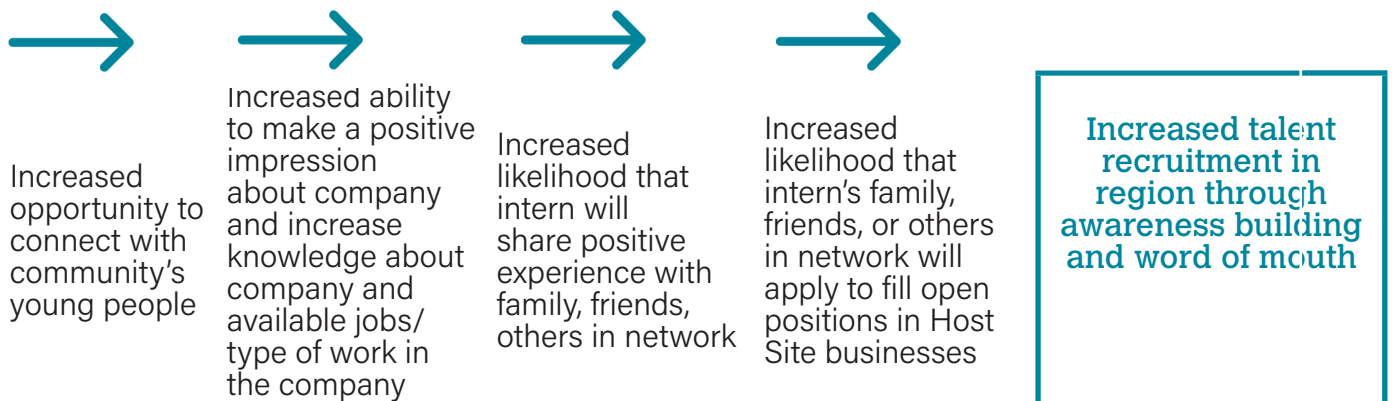 Increased
opportunity to
connect with
community's
young people
Increased ability
to make a positive
impression
about company
and increase
knowledge about
company and
available jobs/
type of work in
the company
Increased
likelihood that
intern will
share positive
experience with
family, friends,
others in network
Increased
likelihood that
intern's family,
friends, or others
in network will
apply to fill open
positions in Host
Site businesses
Increased talent
recruitment in
region through
awareness building
and word of mouth